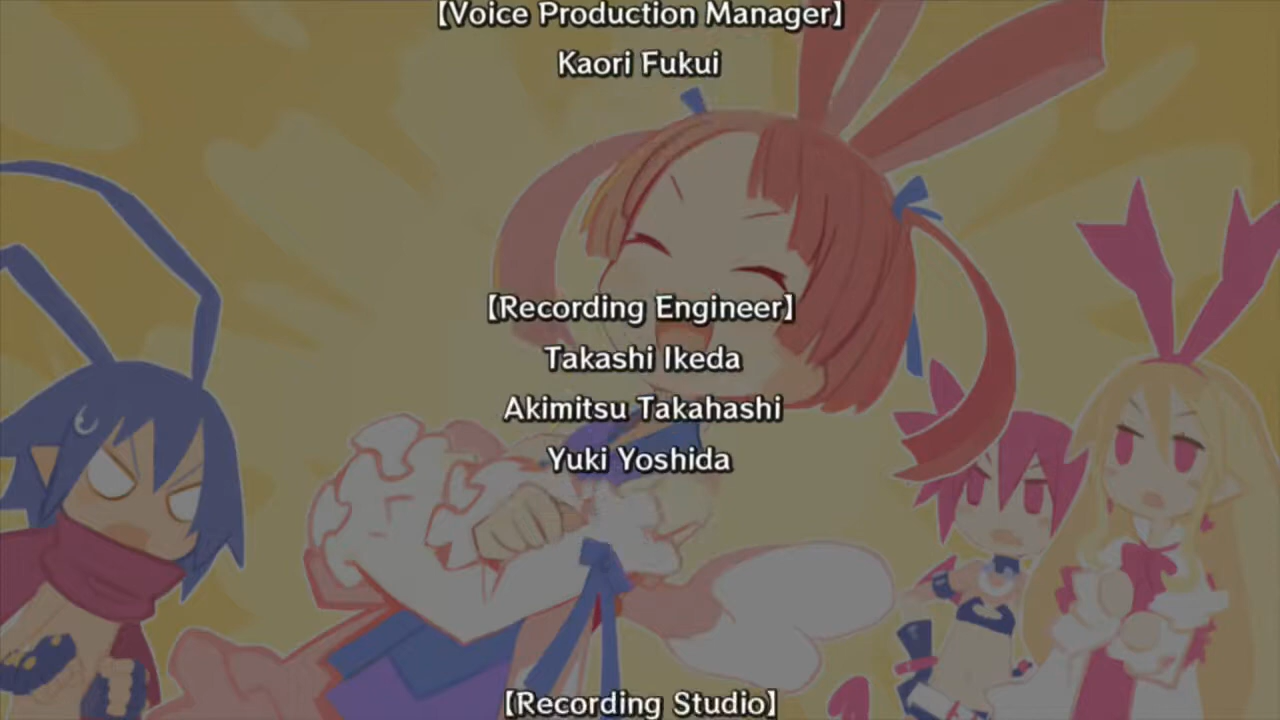 【Voice Production Manager】
Kaori Fukui
【Recording Engineer】
Takashi Ikeda
Akimitsu Takahashi
Yuki Yoshida
【Recording Studio】